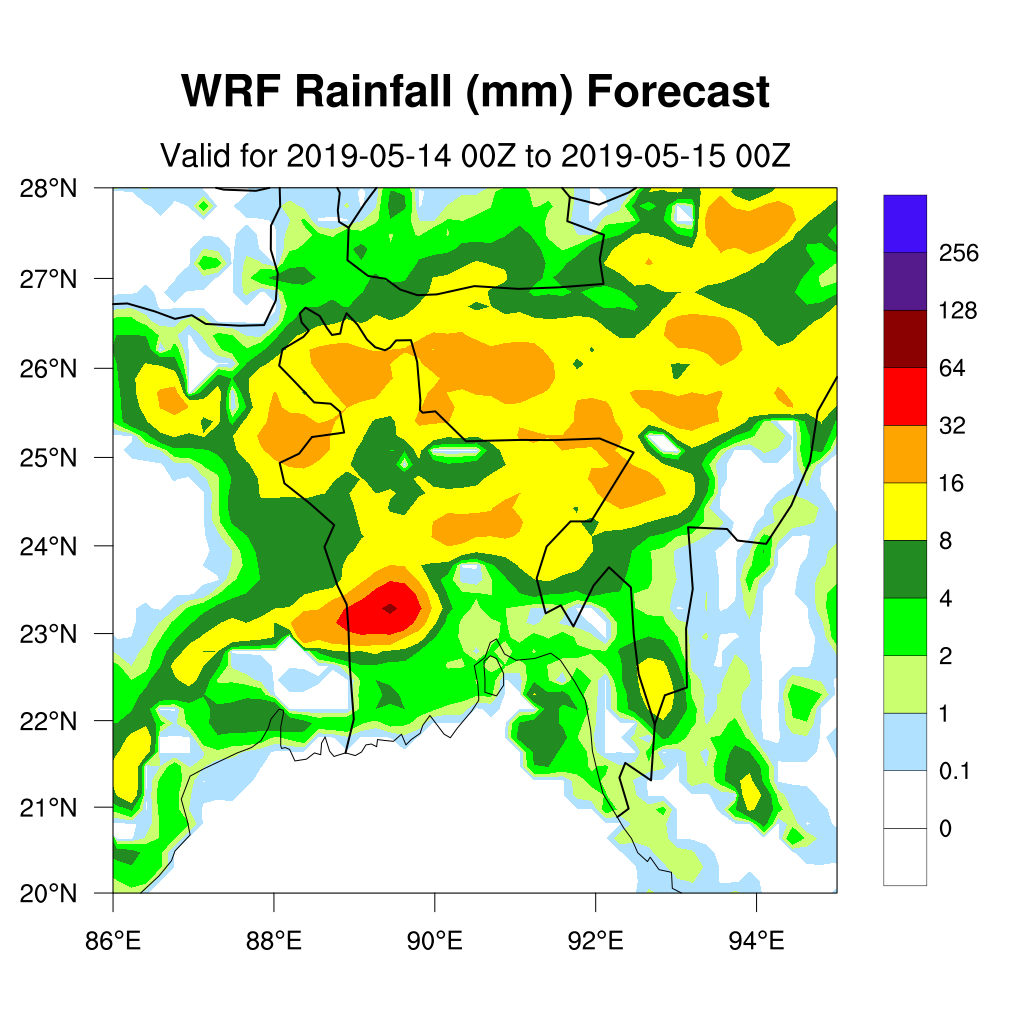 WRF Rainfall (mm) Forecast
Valid for 2019-05-14 00Z to 2019-05-15 00Z
28°N
27°N
26°N
25°N
24°N
23°N
22°N
21°N
20°N
86°E
88°E
90°E
92°E
94°E
256
128
64
32
16
8
4
2
1
0.1
0